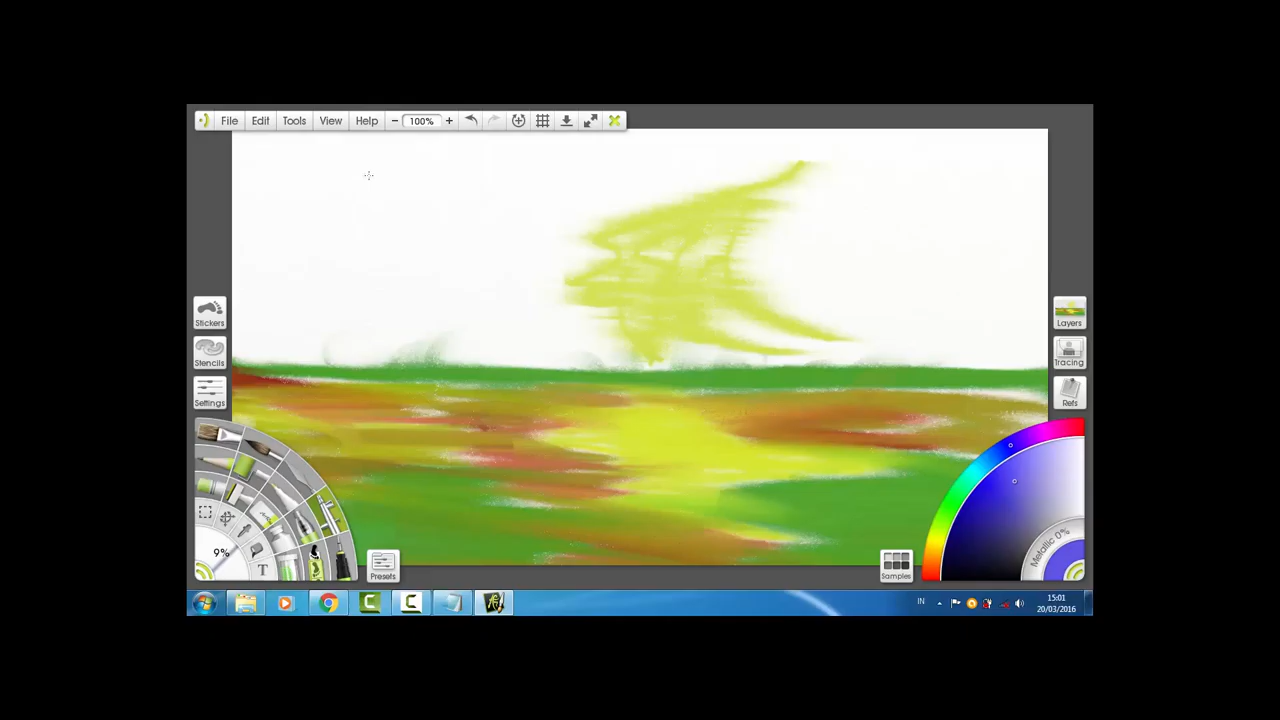 File Edit Tools View Help 100%
Stickers
Layers
Stencils
Tracing
Settings
Refs
9%
T
Metallic 0%
Presets
Samples
IN
15:01
20/03/2016